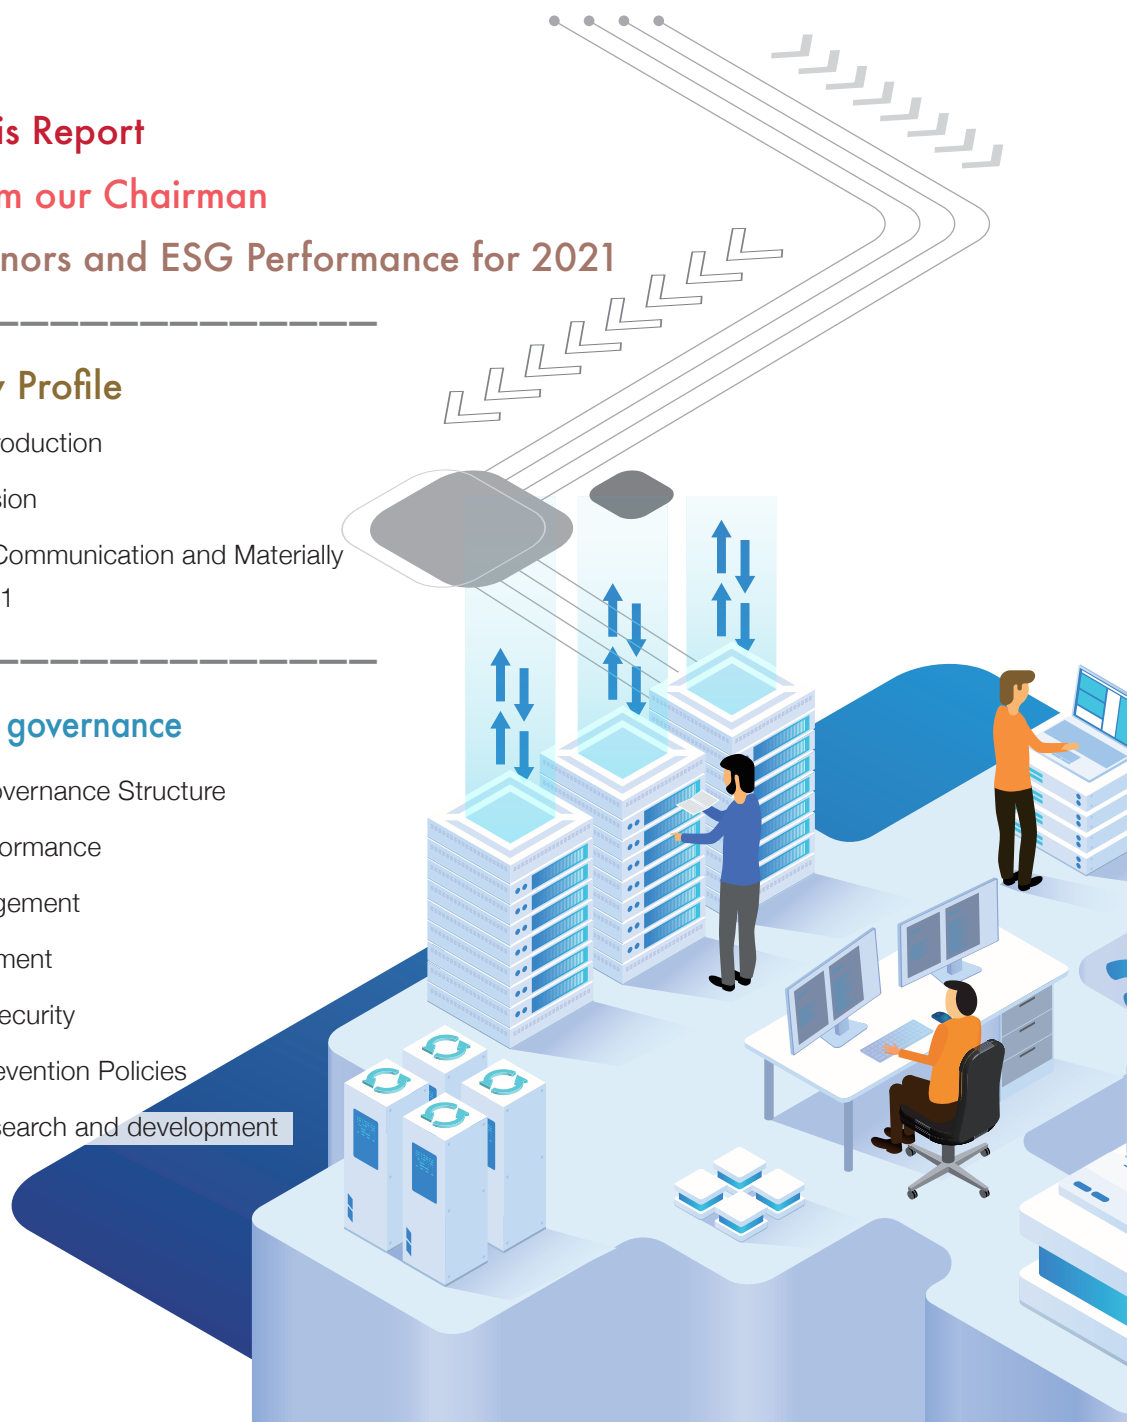 is Report
m our Chairman
nors and ESG Performance for 2021
y Profile
oduction
sion
Communication and Materially
1
governance
overnance Structure
ormance
gement
ment
ecurity
evention Policies
search and development